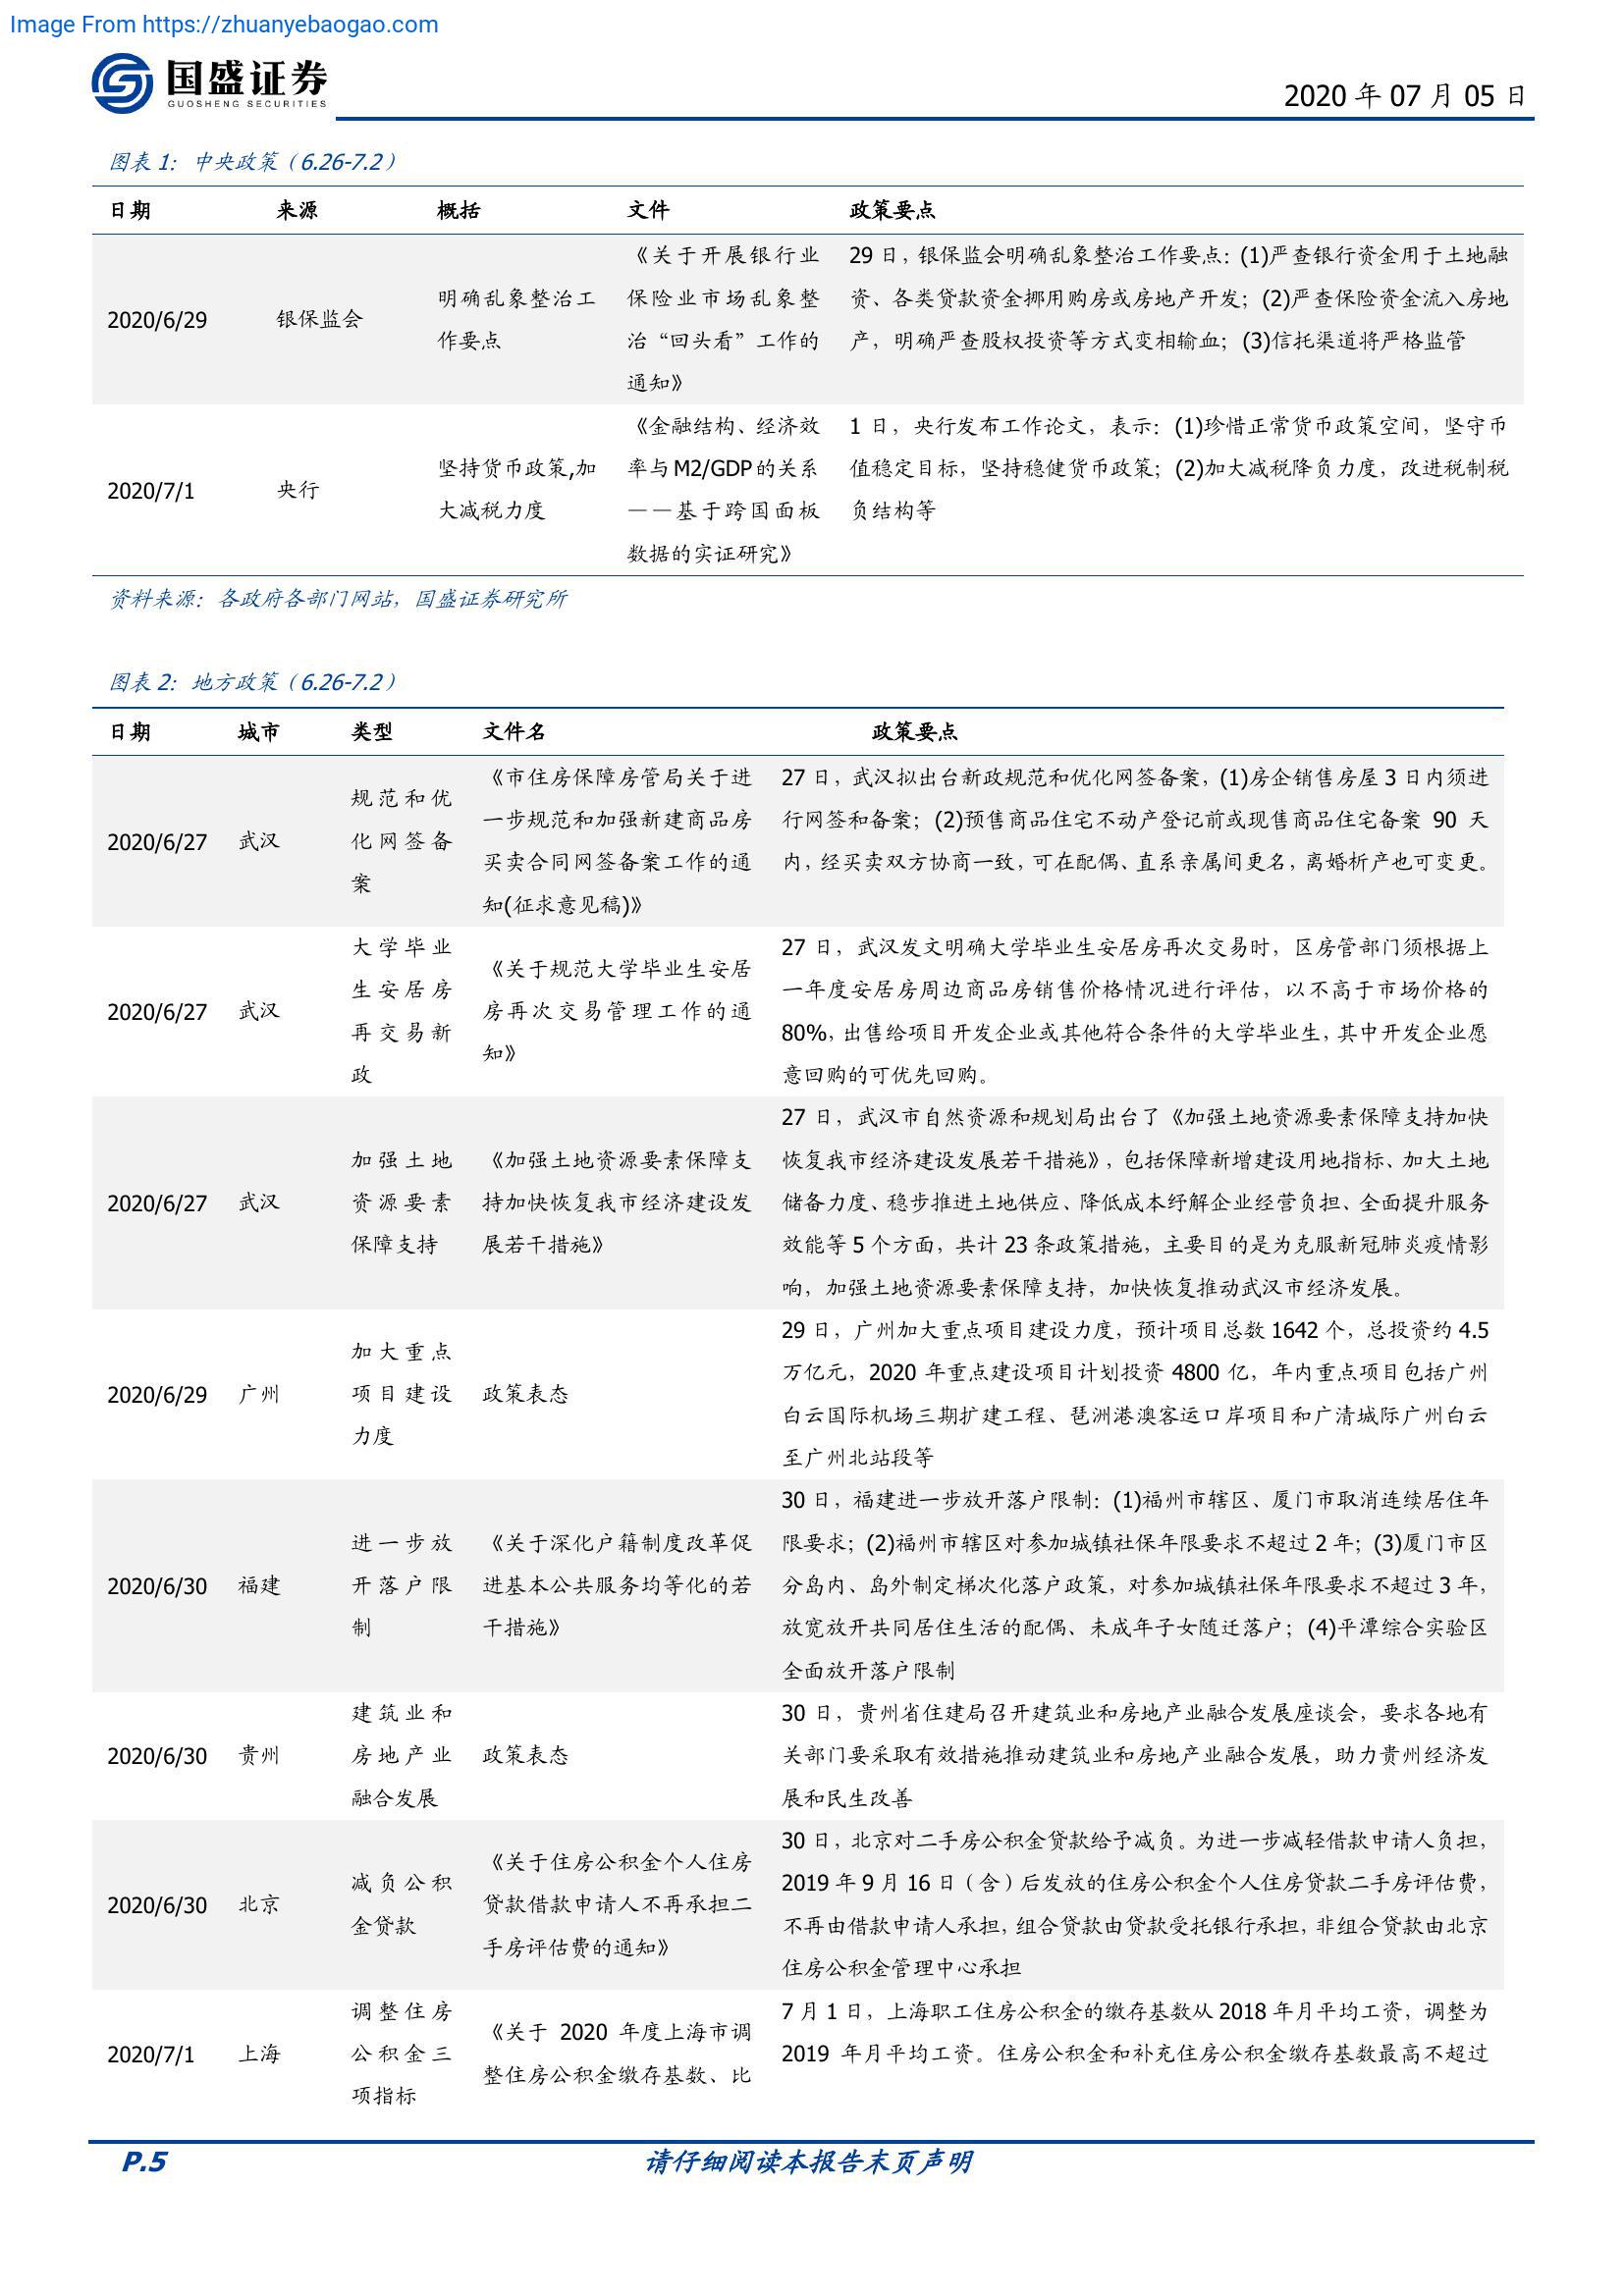 Image From https://zhuanyebaogao.com
国盛证券
GUOSHENG SECURITIES
2020 年 07 月 05 日
图表 1：中央政策（6.26-7.2）
日期 来源 概括 文件 政策要点
2020/6/29
银保监会
明确乱象整治工
作要点
《关于开展银行业
保险业市场乱象整
治“回头看”工作的
通知》
29 日，银保监会明确乱象整治工作要点：(1)严查银行资金用于土地融
资、各类贷款资金挪用购房或房地产开发；(2)严查保险资金流入房地
产，明确严查股权投资等方式变相输血；(3)信托渠道将严格监管
2020/7/1
央行
坚持货币政策,加
大减税力度
《金融结构、经济效
率与 M2/GDP 的关系
——基于跨国面板
数据的实证研究》
1 日，央行发布工作论文，表示：(1)珍惜正常货币政策空间，坚守币
值稳定目标，坚持稳健货币政策；(2)加大减税降负力度，改进税制税
负结构等
资料来源：各政府各部门网站，国盛证券研究所
图表 2：地方政策（6.26-7.2）
日期 城市 类型 文件名 政策要点
2020/6/27
武汉
规范和优
化网签备
案
《市住房保障房管局关于进
一步规范和加强新建商品房
买卖合同网签备案工作的通
知(征求意见稿)》
27 日，武汉拟出台新政规范和优化网签备案，(1)房企销售房屋 3 日内须进
行网签和备案；(2)预售商品住宅不动产登记前或现售商品住宅备案 90 天
内，经买卖双方协商一致，可在配偶、直系亲属间更名，离婚析产也可变更。
2020/6/27
武汉
大学毕业
生安居房
再交易新
政
《关于规范大学毕业生安居
房再次交易管理工作的通
知》
27 日，武汉发文明确大学毕业生安居房再次交易时，区房管部门须根据上
一年度安居房周边商品房销售价格情况进行评估，以不高于市场价格的
80%，出售给项目开发企业或其他符合条件的大学毕业生，其中开发企业愿
意回购的可优先回购。
2020/6/27
武汉
加强土地
资源要素
保障支持
《加强土地资源要素保障支
持加快恢复我市经济建设发
展若干措施》
27 日，武汉市自然资源和规划局出台了《加强土地资源要素保障支持加快
恢复我市经济建设发展若干措施》，包括保障新增建设用地指标、加大土地
储备力度、稳步推进土地供应、降低成本纾解企业经营负担、全面提升服务
效能等 5 个方面，共计 23 条政策措施，主要目的是为克服新冠肺炎疫情影
响，加强土地资源要素保障支持，加快恢复推动武汉市经济发展。
2020/6/29
广州
加大重点
项目建设
力度
政策表态
29 日，广州加大重点项目建设力度，预计项目总数 1642 个，总投资约 4.5
万亿元，2020 年重点建设项目计划投资 4800 亿，年内重点项目包括广州
白云国际机场三期扩建工程、琶洲港澳客运口岸项目和广清城际广州白云
至广州北站段等
2020/6/30
福建
进一步放
开落户限
制
《关于深化户籍制度改革促
进基本公共服务均等化的若
干措施》
30 日，福建进一步放开落户限制：(1)福州市辖区、厦门市取消连续居住年
限要求；(2)福州市辖区对参加城镇社保年限要求不超过 2 年；(3)厦门市区
分岛内、岛外制定梯次化落户政策，对参加城镇社保年限要求不超过 3 年，
放宽放开共同居住生活的配偶、未成年子女随迁落户；(4)平潭综合实验区
全面放开落户限制
2020/6/30
贵州
建筑业和
房地产业
融合发展
政策表态
30 日，贵州省住建局召开建筑业和房地产业融合发展座谈会，要求各地有
关部门要采取有效措施推动建筑业和房地产业融合发展，助力贵州经济发
展和民生改善
2020/6/30
北京
减负公积
金贷款
《关于住房公积金个人住房
贷款借款申请人不再承担二
手房评估费的通知》
30 日，北京对二手房公积金贷款给予减负。为进一步减轻借款申请人负担，
2019 年 9 月 16 日（含）后发放的住房公积金个人住房贷款二手房评估费，
不再由借款申请人承担，组合贷款由贷款受托银行承担，非组合贷款由北京
住房公积金管理中心承担
2020/7/1
上海
调整住房
公积金三
项指标
《关于 2020 年度上海市调
整住房公积金缴存基数、比
7 月 1 日，上海职工住房公积金的缴存基数从 2018 年月平均工资，调整为
2019 年月平均工资。住房公积金和补充住房公积金缴存基数最高不超过
P.5
请仔细阅读本报告末页声明